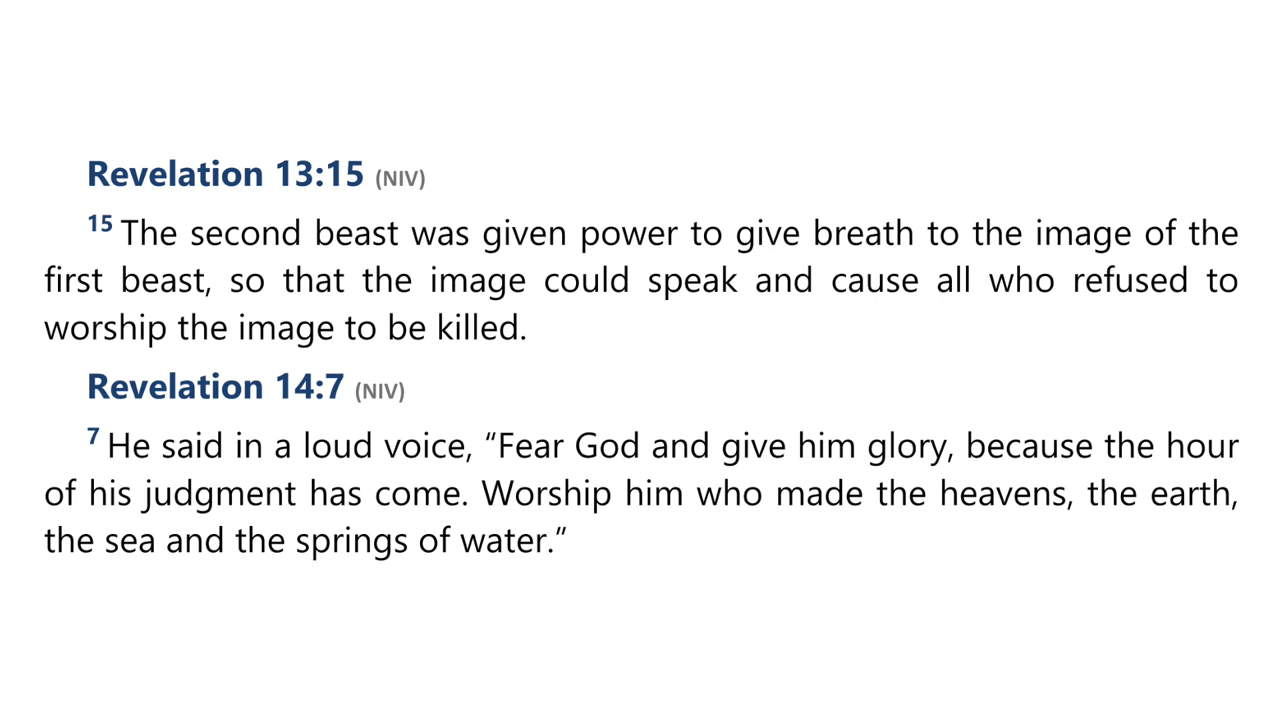 Revelation 13:15 (NIV)
15 The second beast was given power to give breath to the image of the
first beast, so that the image could speak and cause all who refused to
worship the image to be killed.
Revelation 14:7 (NIV)
7 He said in a loud voice, “Fear God and give him glory, because the hour
of his judgment has come. Worship him who made the heavens, the earth,
the sea and the springs of water.”